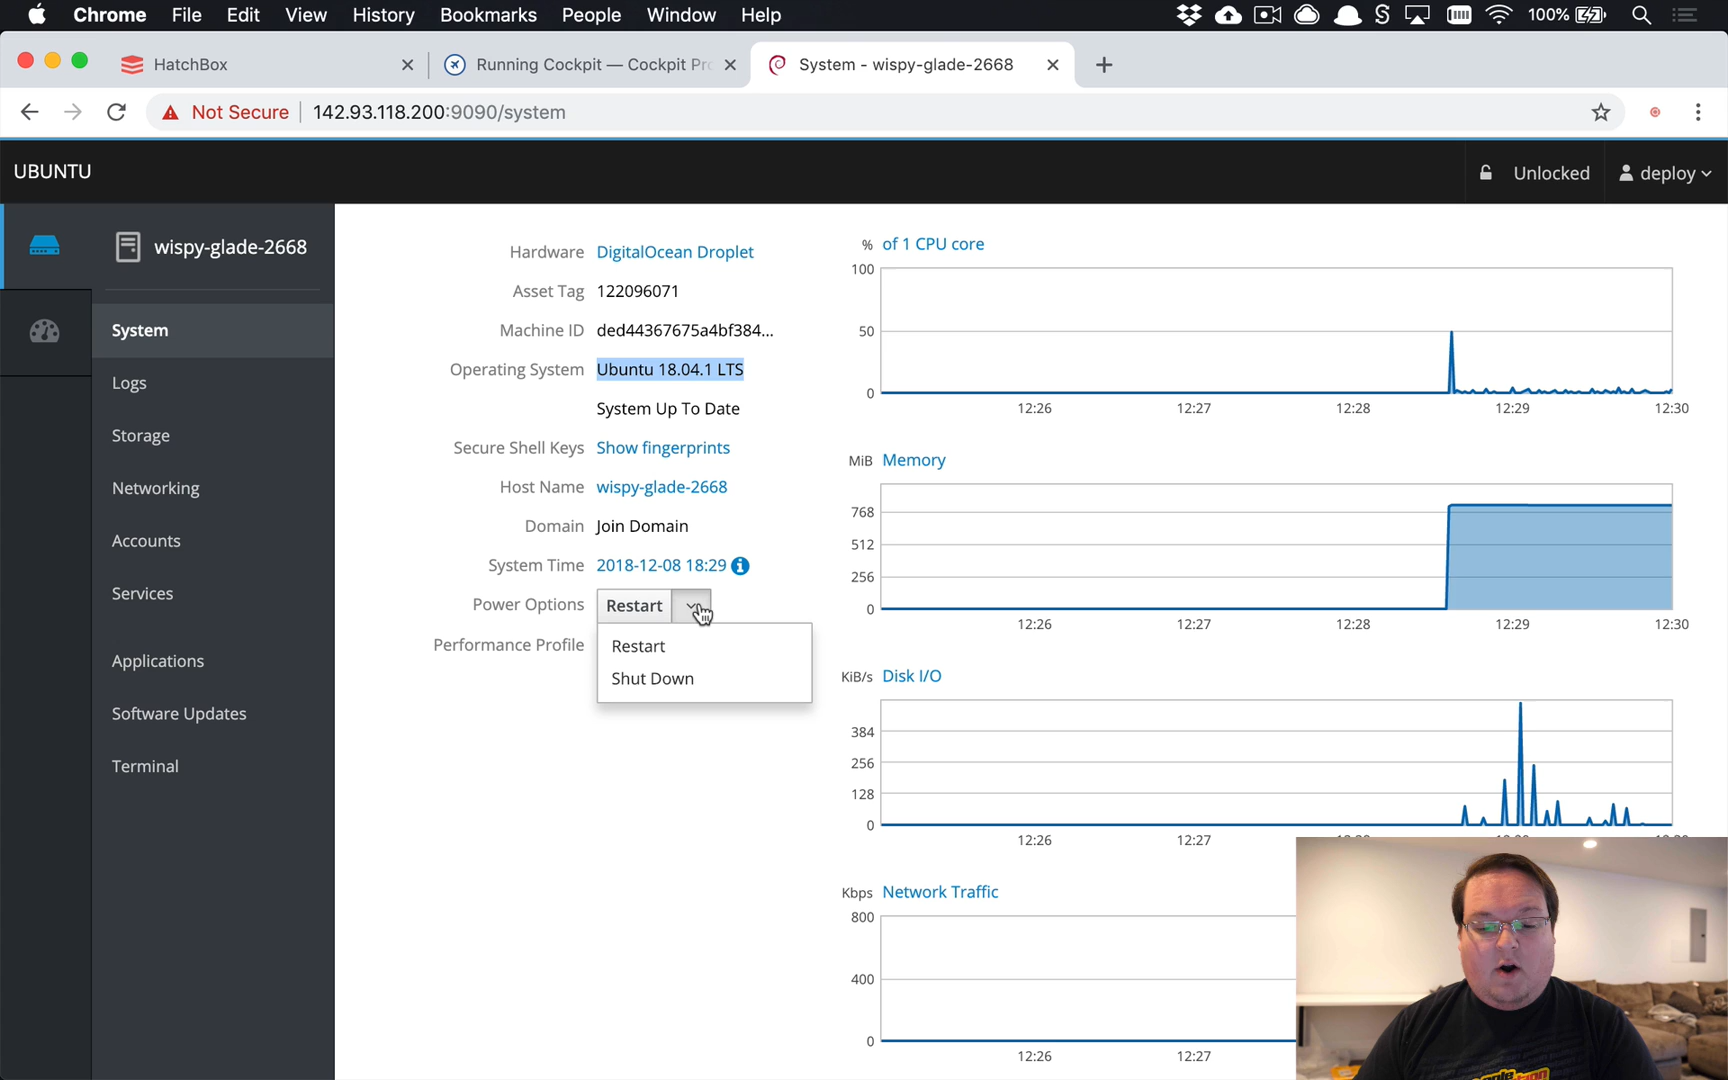 System File Edit View History Bookmarks People Window Help 100%
HatchBox
Running Cockpit — Cockpit Pr
System - wispy-glade-2668
Not Secure 142.93.118.200:9090/system
UBUNTU
Unlocked
deploy
wispy-glade-2668
System
Logs
Storage
Networking
Accounts
Services
Applications
Software Updates
Terminal
Hardware DigitalOcean Droplet
Asset Tag 122096071
Machine ID ded44367675a4bf384...
Operating System Ubuntu 18.04.1 LTS
System Up To Date
Secure Shell Keys Show fingerprints
Host Name wispy-glade-2668
Domain Join Domain
System Time 2018-12-08 18:29
Power Options Restart
Performance Profile
Restart
Shut Down
% of 1 CPU core
100
50
0
12:26 12:27 12:28 12:29 12:30
MiB Memory
768
512
256
0
12:26 12:27 12:28 12:29 12:30
KiB/s Disk I/O
384
256
128
0
12:26 12:27
Kbps Network Traffic
800
400
0
12:26 12:27